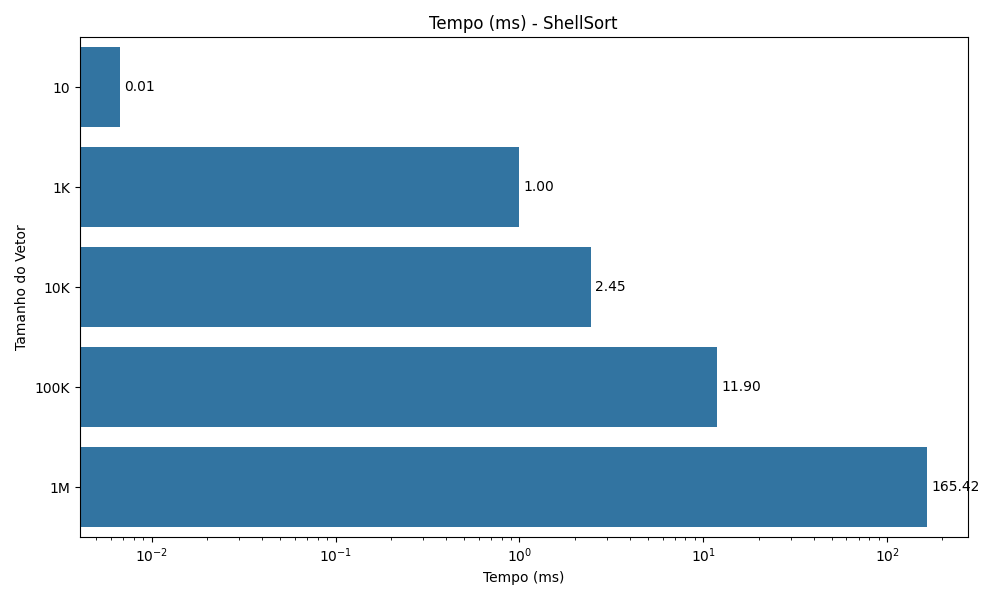 Tempo (ms) - ShellSort
Tamanho do Vetor
10
0.01
1K
1.00
10K
2.45
100K
11.90
1M
165.42
10⁻²
10⁻¹
10⁰
10¹
10²
Tempo (ms)